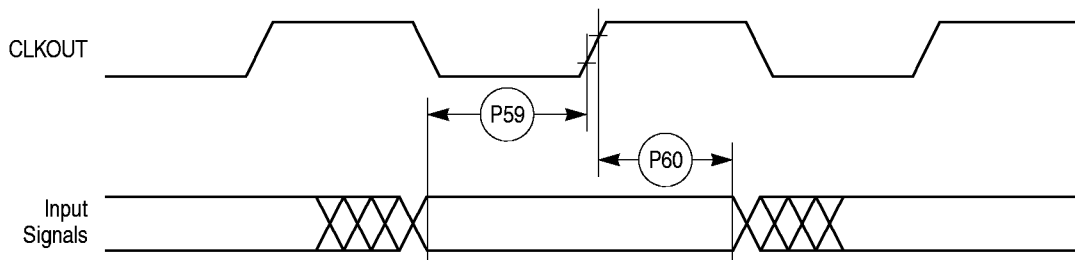 CLKOUT
P59
P60
Input
Signals